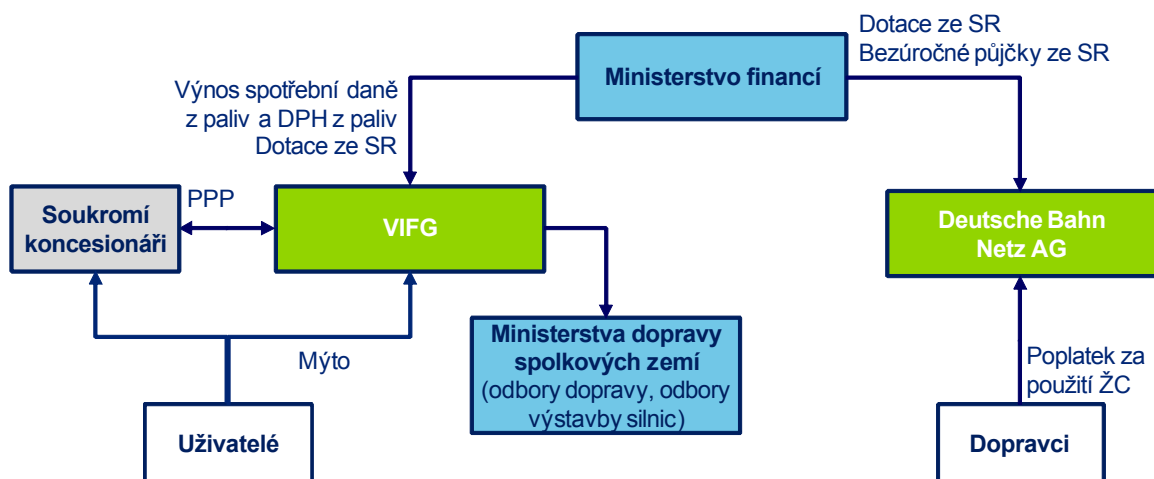 Dotace ze SR
Bezúročné půjčky ze SR
Ministerstvo financí
Výnos spotřební daně
z paliv a DPH z paliv
Dotace ze SR
Soukromí
koncesionáři
PPP
VIFG
Deutsche Bahn
Netz AG
Ministerstva dopravy
spolkových zemí
(odbory dopravy, odbory
výstavby silnic)
Mýto
Poplatek za
použití ŽC
Uživatelé
Dopravci